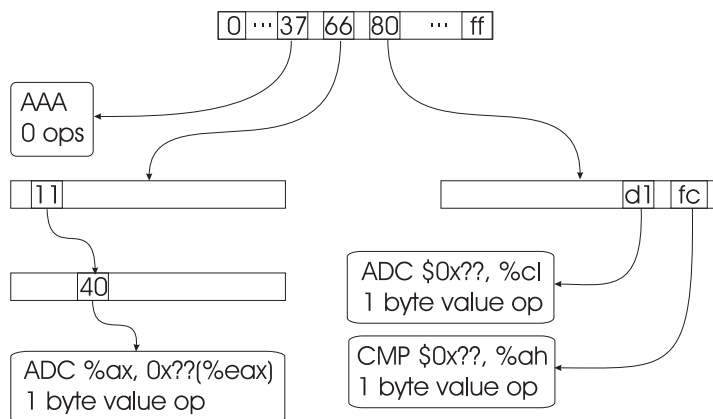 0 ··· 37 66 80 ··· ff
AAA
0 ops
11
d1 fc
40
ADC $0x??, %cl
1 byte value op
ADC %ax, 0x??(%eax)
1 byte value op
CMP $0x??, %ah
1 byte value op